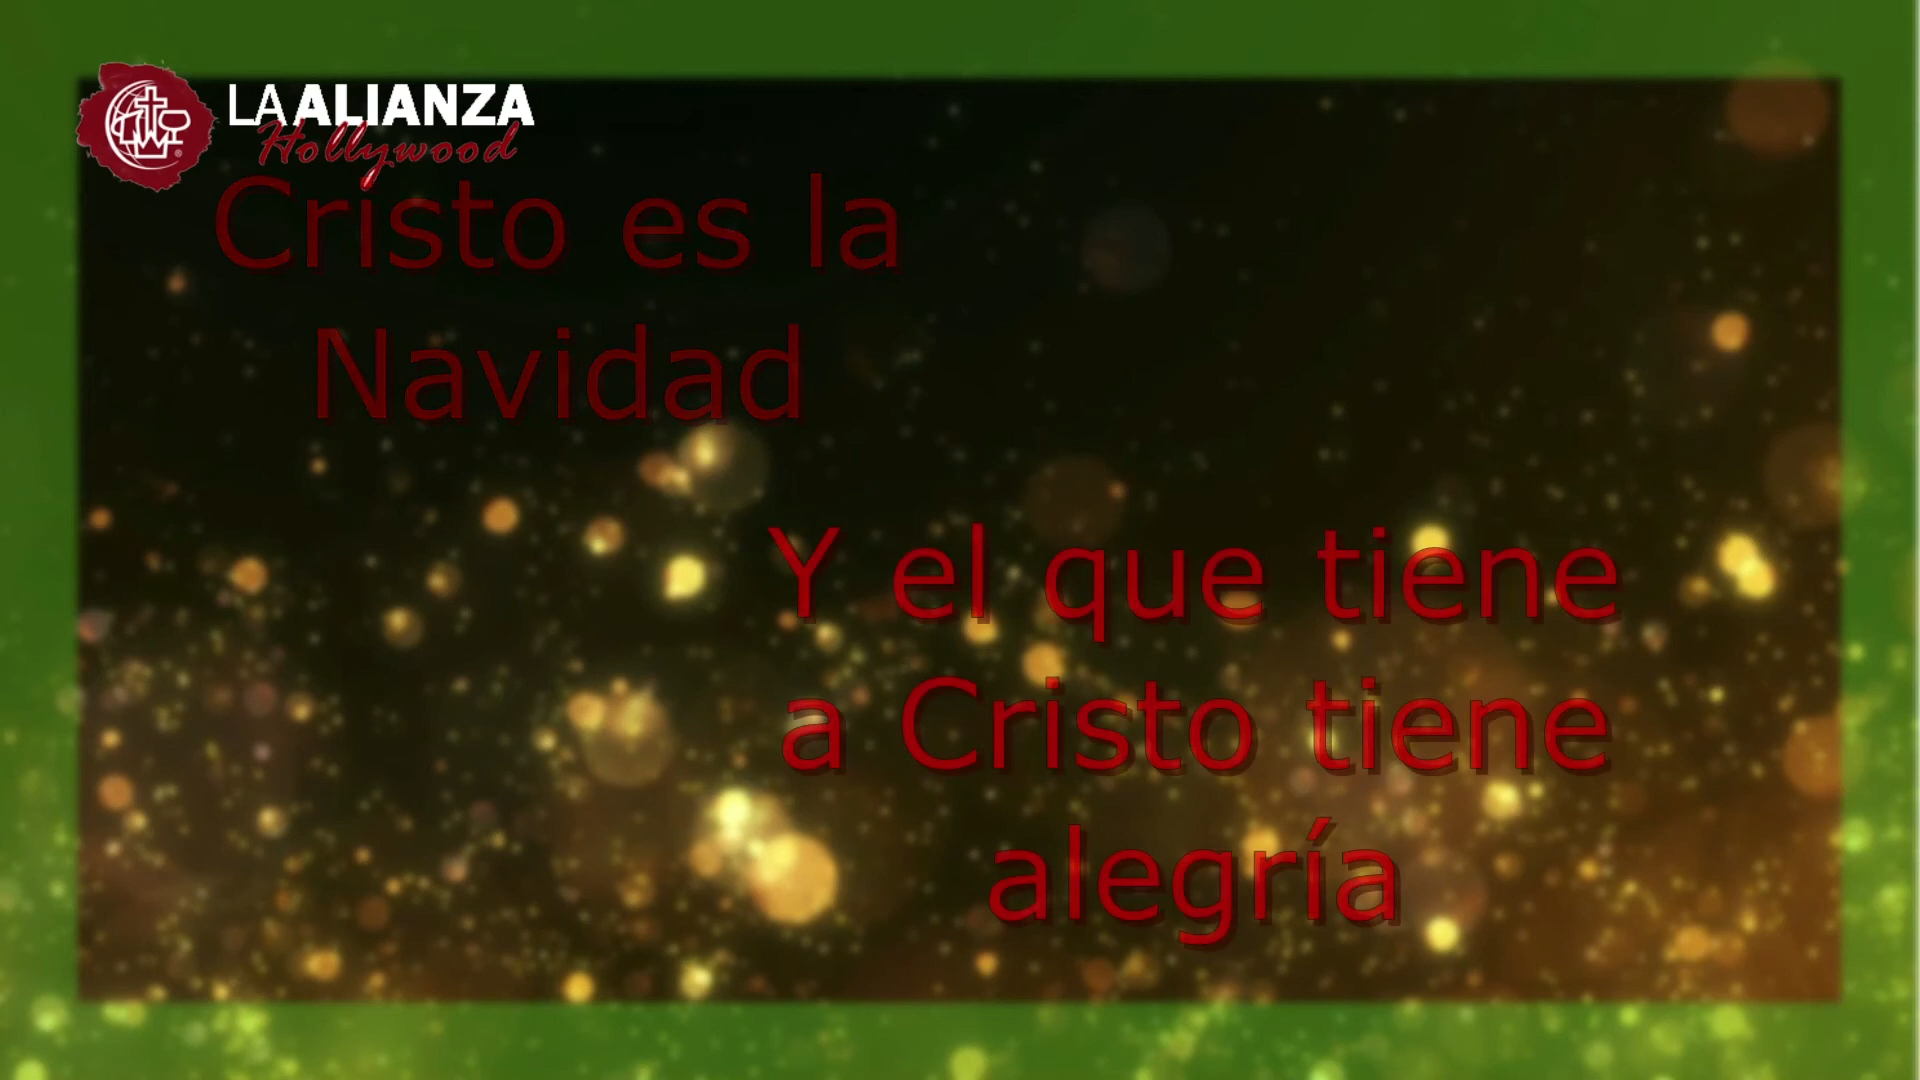 LA ALIANZA
Hollywood
Cristo es la
Navidad
Y el que tiene
a Cristo tiene
alegría